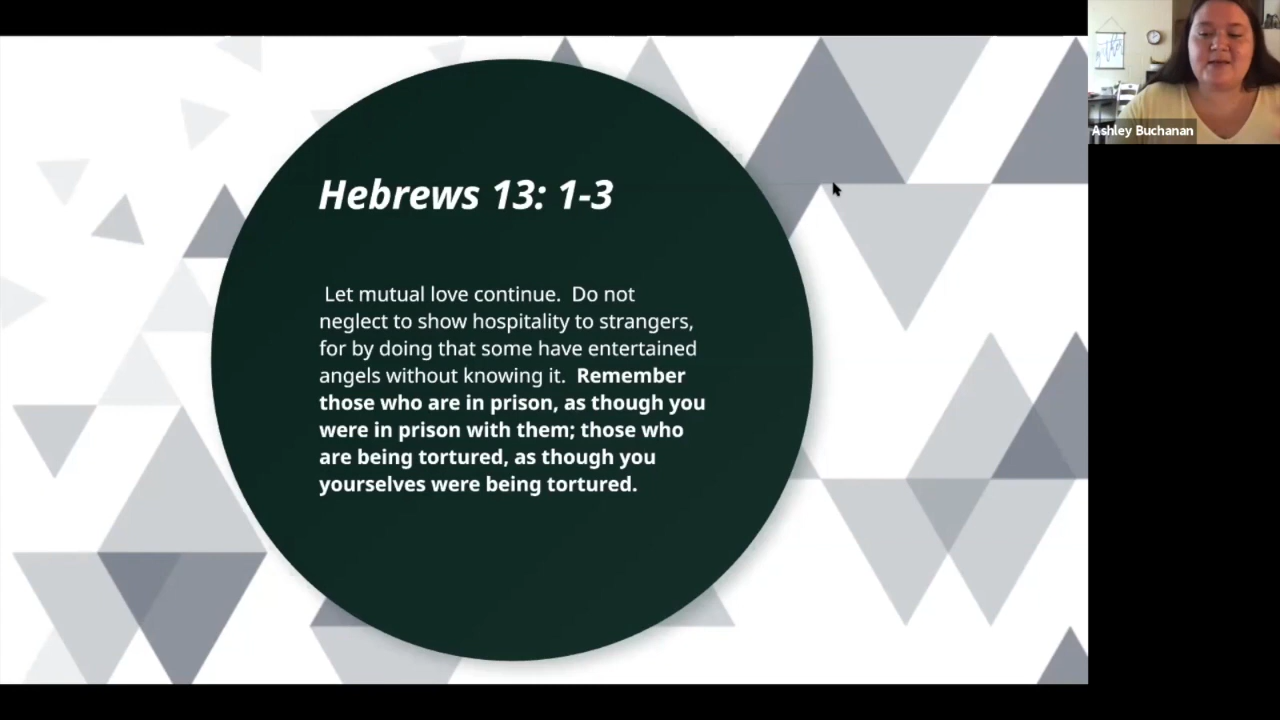 Ashley Buchanan
Hebrews 13: 1-3
Let mutual love continue.  Do not
neglect to show hospitality to strangers,
for by doing that some have entertained
angels without knowing it.  Remember
those who are in prison, as though you
were in prison with them; those who
are being tortured, as though you
yourselves were being tortured.